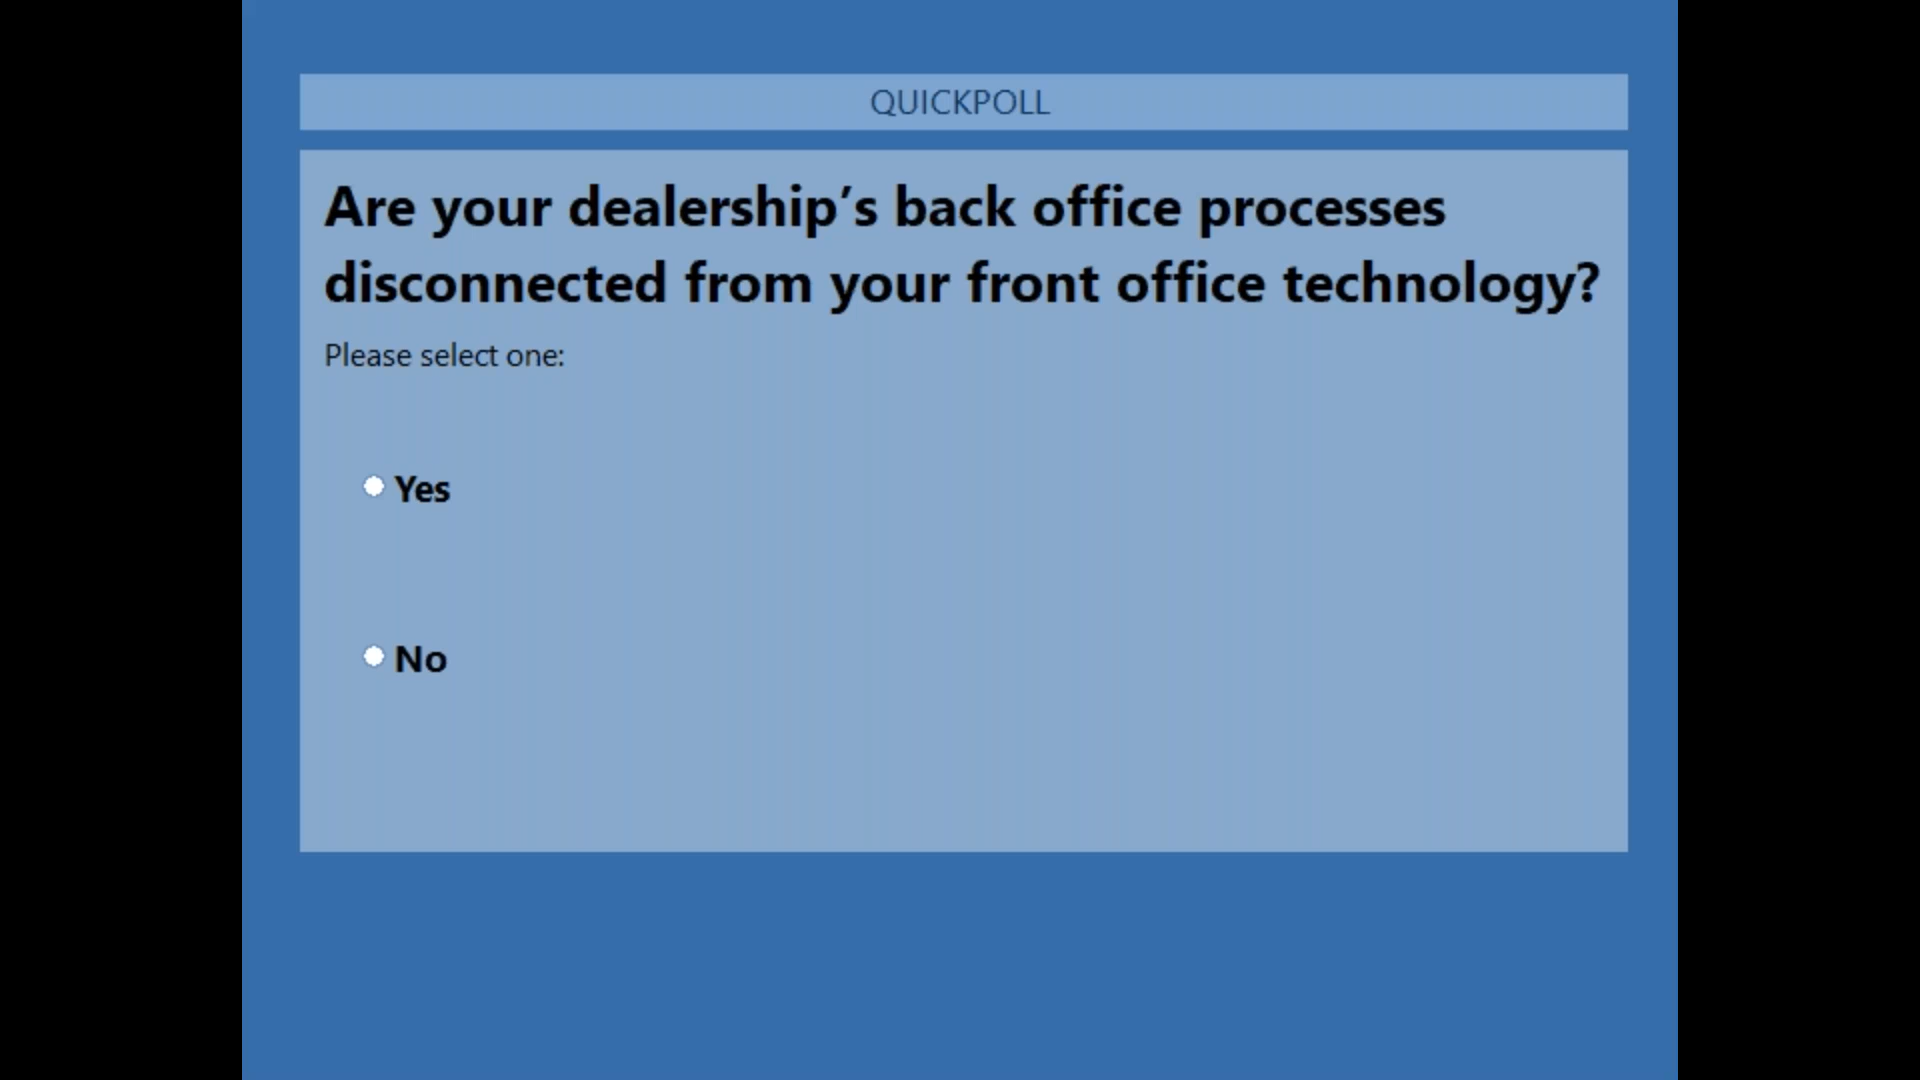 QUICKPOLL
Are your dealership’s back office processes
disconnected from your front office technology?
Please select one:
Yes
No